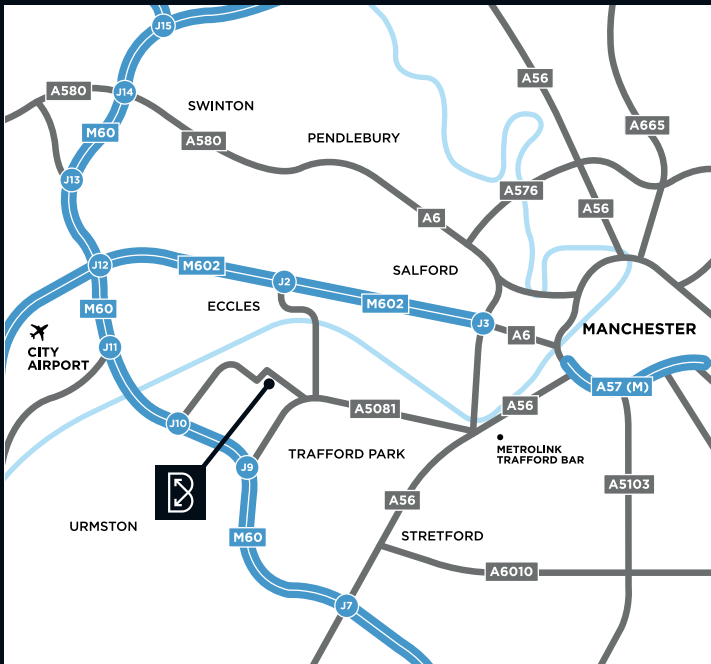 J15
A580
J14
SWINTON
A56
M60
A580
PENDLEBURY
A665
J13
A576
A6
A56
J12
M602
J2
SALFORD
M60
ECCLES
M602
J3
A6
MANCHESTER
CITY
AIRPORT
J11
A57 (M)
J10
A5081
A56
TRAFFORD PARK
METROLINK
TRAFFORD BAR
J9
A5103
A56
URMSTON
M60
STRETFORD
A6010
J7